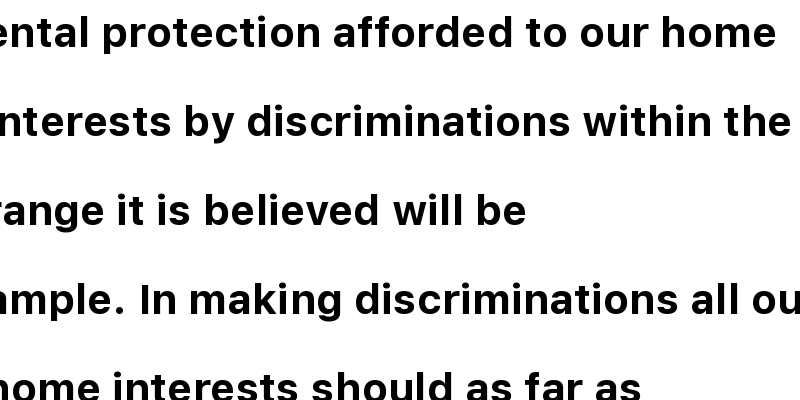 ental protection afforded to our home
nterests by discriminations within the
range it is believed will be
ample. In making discriminations all ou
home interests should as far as